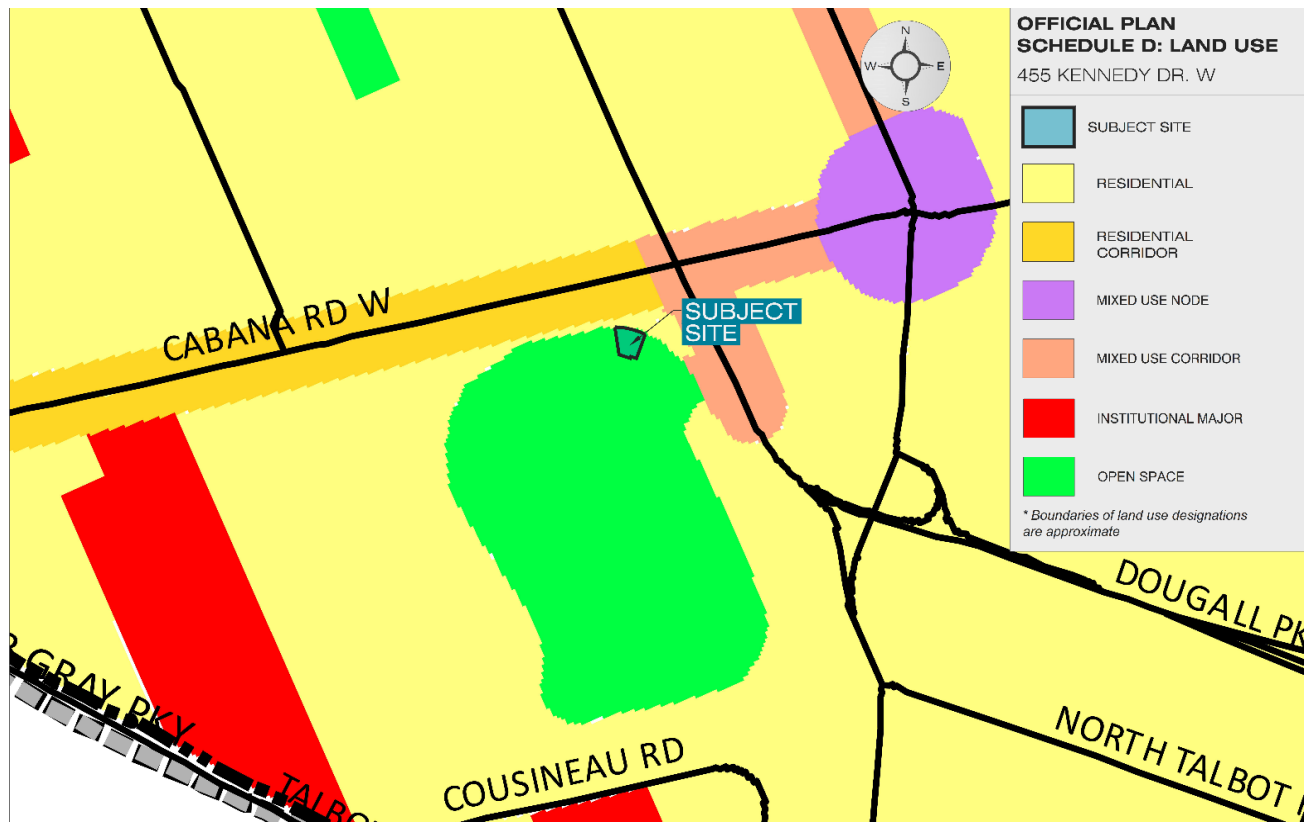 OFFICIAL PLAN
SCHEDULE D: LAND USE
455 KENNEDY DR. W
N
W
E
S
SUBJECT SITE
RESIDENTIAL
RESIDENTIAL
CORRIDOR
MIXED USE NODE
MIXED USE CORRIDOR
INSTITUTIONAL MAJOR
OPEN SPACE
* Boundaries of land use designations
are approximate
CABANA RD W
SUBJECT
SITE
DOUGALL PK
GRAY PKY
COUSINEAU RD
NORTH TALBOT